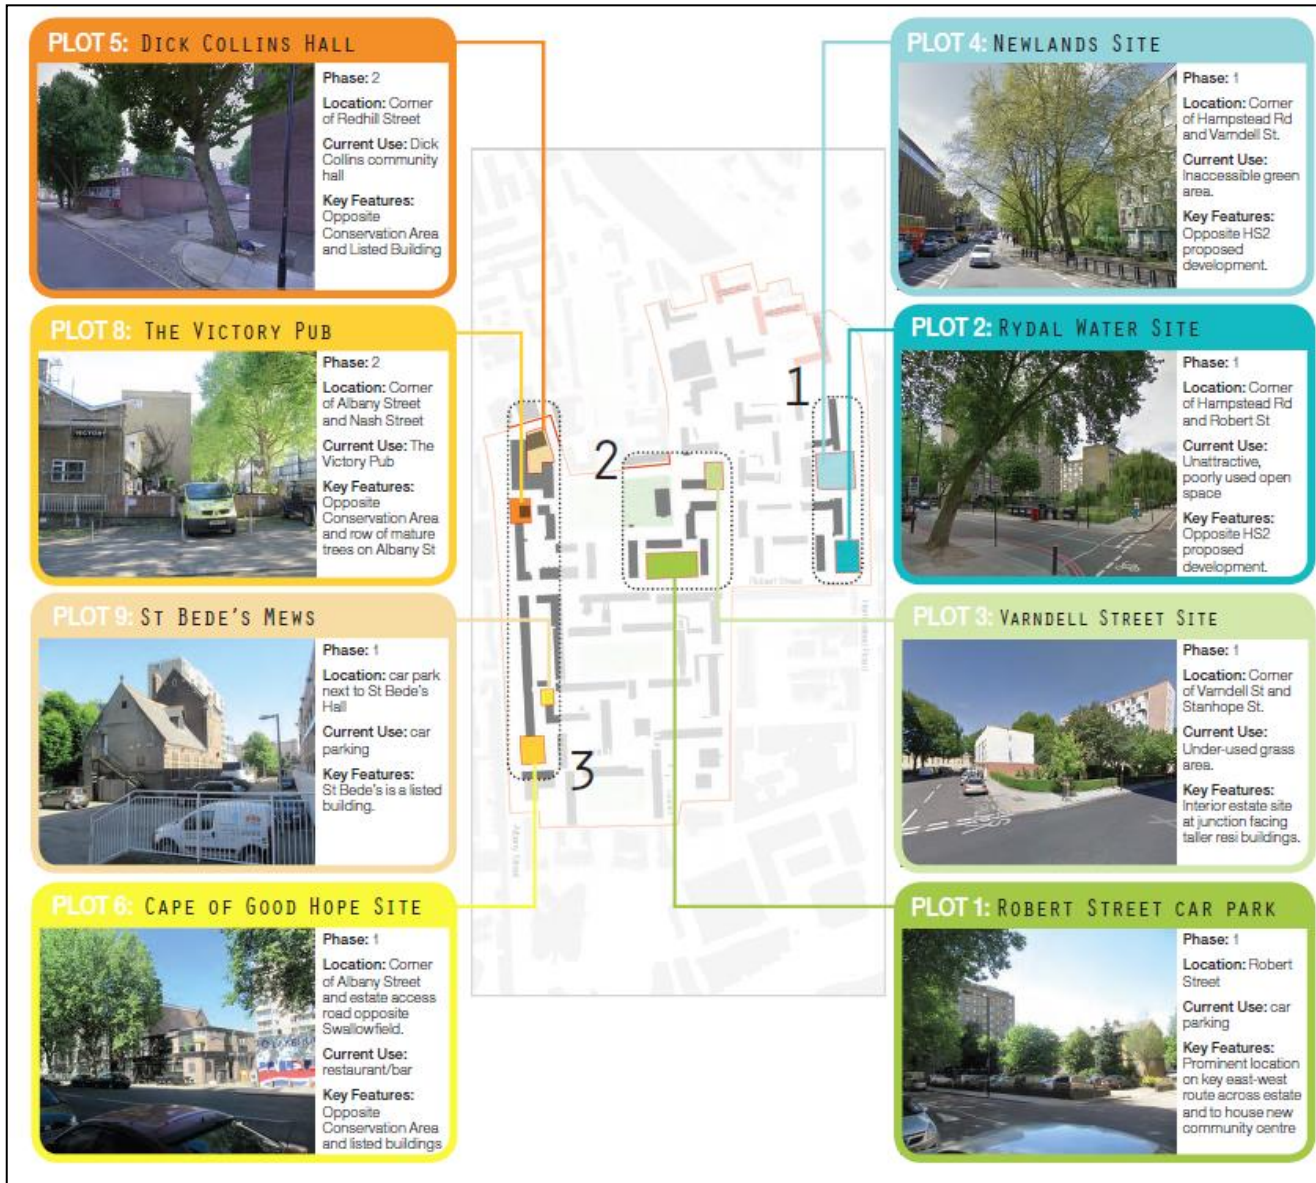 PLOT 5: DICK COLLINS HALL
Phase: 2
Location: Corner
of Redhill Street
Current Use: Dick
Collins community
hall
Key Features:
Opposite
Conservation Area
and Listed Building
PLOT 8: THE VICTORY PUB
VICTORY
Phase: 2
Location: Corner
of Albany Street
and Nash Street
Current Use: The
Victory Pub
Key Features:
Opposite
Conservation Area
and row of mature
trees on Albany St
PLOT 9: ST BEDE'S MEWS
Phase: 1
Location: car park
next to St Bede's
Hall
Current Use: car
parking
Key Features:
St Bede's is a listed
building.
PLOT 6: CAPE OF GOOD HOPE SITE
Phase: 1
Location: Corner
of Albany Street
and estate access
road opposite
Swallowfield.
Current Use:
restaurant/bar
Key Features:
Opposite
Conservation Area
and listed buildings
1
2
3
Robert Street
Albany Street
PLOT 4: NEWLANDS SITE
Phase: 1
Location: Corner
of Hampstead Rd
and Varndell St.
Current Use:
Inaccessible green
area.
Key Features:
Opposite HS2
proposed
development.
PLOT 2: RYDAL WATER SITE
Phase: 1
Location: Corner
of Hampstead Rd
and Robert St
Current Use:
Unattractive,
poorly used open
space
Key Features:
Opposite HS2
proposed
development.
PLOT 3: VARNDELL STREET SITE
Phase: 1
Location: Corner
of Varndell St and
Stanhope St.
Current Use:
Under-used grass
area.
Key Features:
Interior estate site
at junction facing
taller resi buildings.
PLOT 1: ROBERT STREET CAR PARK
Phase: 1
Location: Robert
Street
Current Use: car
parking
Key Features:
Prominent location
on key east-west
route across estate
and to house new
community centre